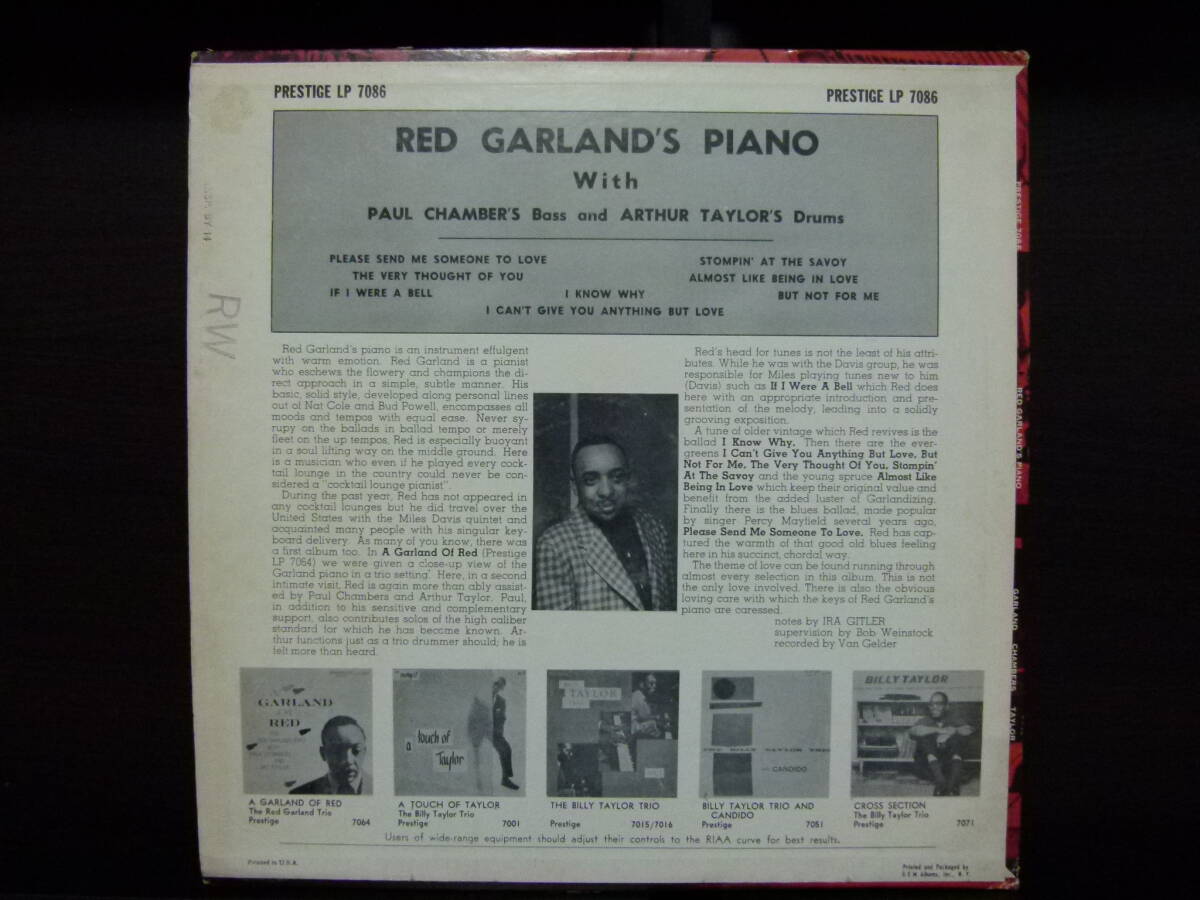 PRESTIGE LP 7086
PRESTIGE LP 7086
RED GARLAND'S PIANO
With
PAUL CHAMBER'S Bass and ARTHUR TAYLOR'S Drums
PLEASE SEND ME SOMEONE TO LOVE
STOMPIN' AT THE SAVOY
THE VERY THOUGHT OF YOU
ALMOST LIKE BEING IN LOVE
IF I WERE A BELL
I KNOW WHY
BUT NOT FOR ME
I CAN'T GIVE YOU ANYTHING BUT LOVE
RW
Red Garland's piano is an instrument effulgent
with warm emotion. Red Garland is a pianist
who eschews the flowery and champions the di-
rect approach in a simple, subtle manner. His
basic, solid style, developed along personal lines
out of Nat Cole and Bud Powell, encompasses all
moods and tempos with equal ease. Never sy-
rupy on the ballads in ballad tempo or merely
fleet on the up tempos, Red is especially buoyant
in a soul lifting way on the middle ground. Here
is a musician who even if he played every cock-
tail lounge in the country could never be con-
sidered a "cocktail lounge pianist".
During the past year, Red has not appeared in
any cocktail lounges but he did travel over the
United States with the Miles Davis quintet and
acquainted many people with his singular key-
board delivery. As many of you know, there was
a first album too. In A Garland Of Red (Prestige
LP 7064) we were given a close-up view of the
Garland piano in a trio setting. Here, in a second
intimate visit, Red is again more than ably assist-
ed by Paul Chambers and Arthur Taylor. Paul,
in addition to his sensitive and complementary
support, also contributes solos of the high caliber
standard for which he has become known. Ar-
thur functions just as a trio drummer should; he is
felt more than heard.
Red's head for tunes is not the least of his attri-
butes. While he was with the Davis group, he was
responsible for Miles playing tunes new to him
(Davis) such as If I Were A Bell which Red does
here with an appropriate introduction and pre-
sentation of the melody, leading into a solidly
grooving exposition.
A tune of older vintage which Red revives is the
ballad I Know Why. Then there are the ever-
greens I Can't Give You Anything But Love, But
Not For Me, The Very Thought Of You, Stompin'
At The Savoy and the young spruce Almost Like
Being In Love which keep their original value and
benefit from the added luster of Garlandizing.
Finally there is the blues ballad, made popular
by singer Percy Mayfield several years ago,
Please Send Me Someone To Love. Red has cap-
tured the warmth of that good old blues feeling
here in his succinct, chordal way.
The theme of love can be found running through
almost every selection in this album. This is not
the only love involved. There is also the obvious
loving care with which the keys of Red Garland's
piano are caressed.
notes by IRA GITLER
supervision by Bob Weinstock
recorded by Van Gelder
GARLAND
RED
a touch of
Taylor
TAYLOR
THE BILLY TAYLOR TRIO
CANDIDO
BILLY TAYLOR
A GARLAND OF RED
The Red Garland Trio
Prestige 7064
A TOUCH OF TAYLOR
The Billy Taylor Trio
Prestige 7001
THE BILLY TAYLOR TRIO
Prestige 7015/7016
BILLY TAYLOR TRIO AND
CANDIDO
Prestige 7051
CROSS SECTION
The Billy Taylor Trio
Prestige 7071
Users of wide-range equipment should adjust their controls to the RIAA curve for best results.
Printed in U.S.A.
Printed and Packaged by
PRESTIGE 7086
RED GARLAND'S PIANO
GARLAND CHAMBERS TAYLOR